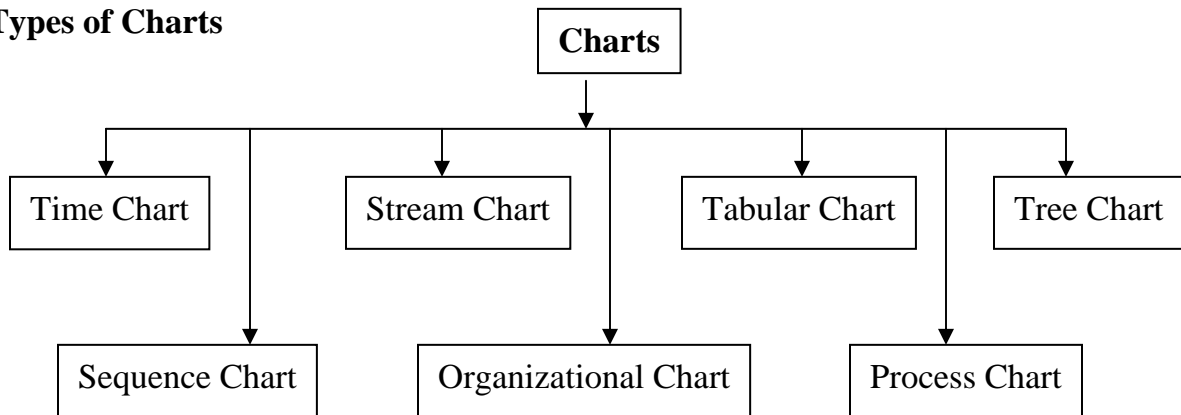 Types of Charts
Charts
Time Chart
Stream Chart
Tabular Chart
Tree Chart
Sequence Chart
Organizational Chart
Process Chart